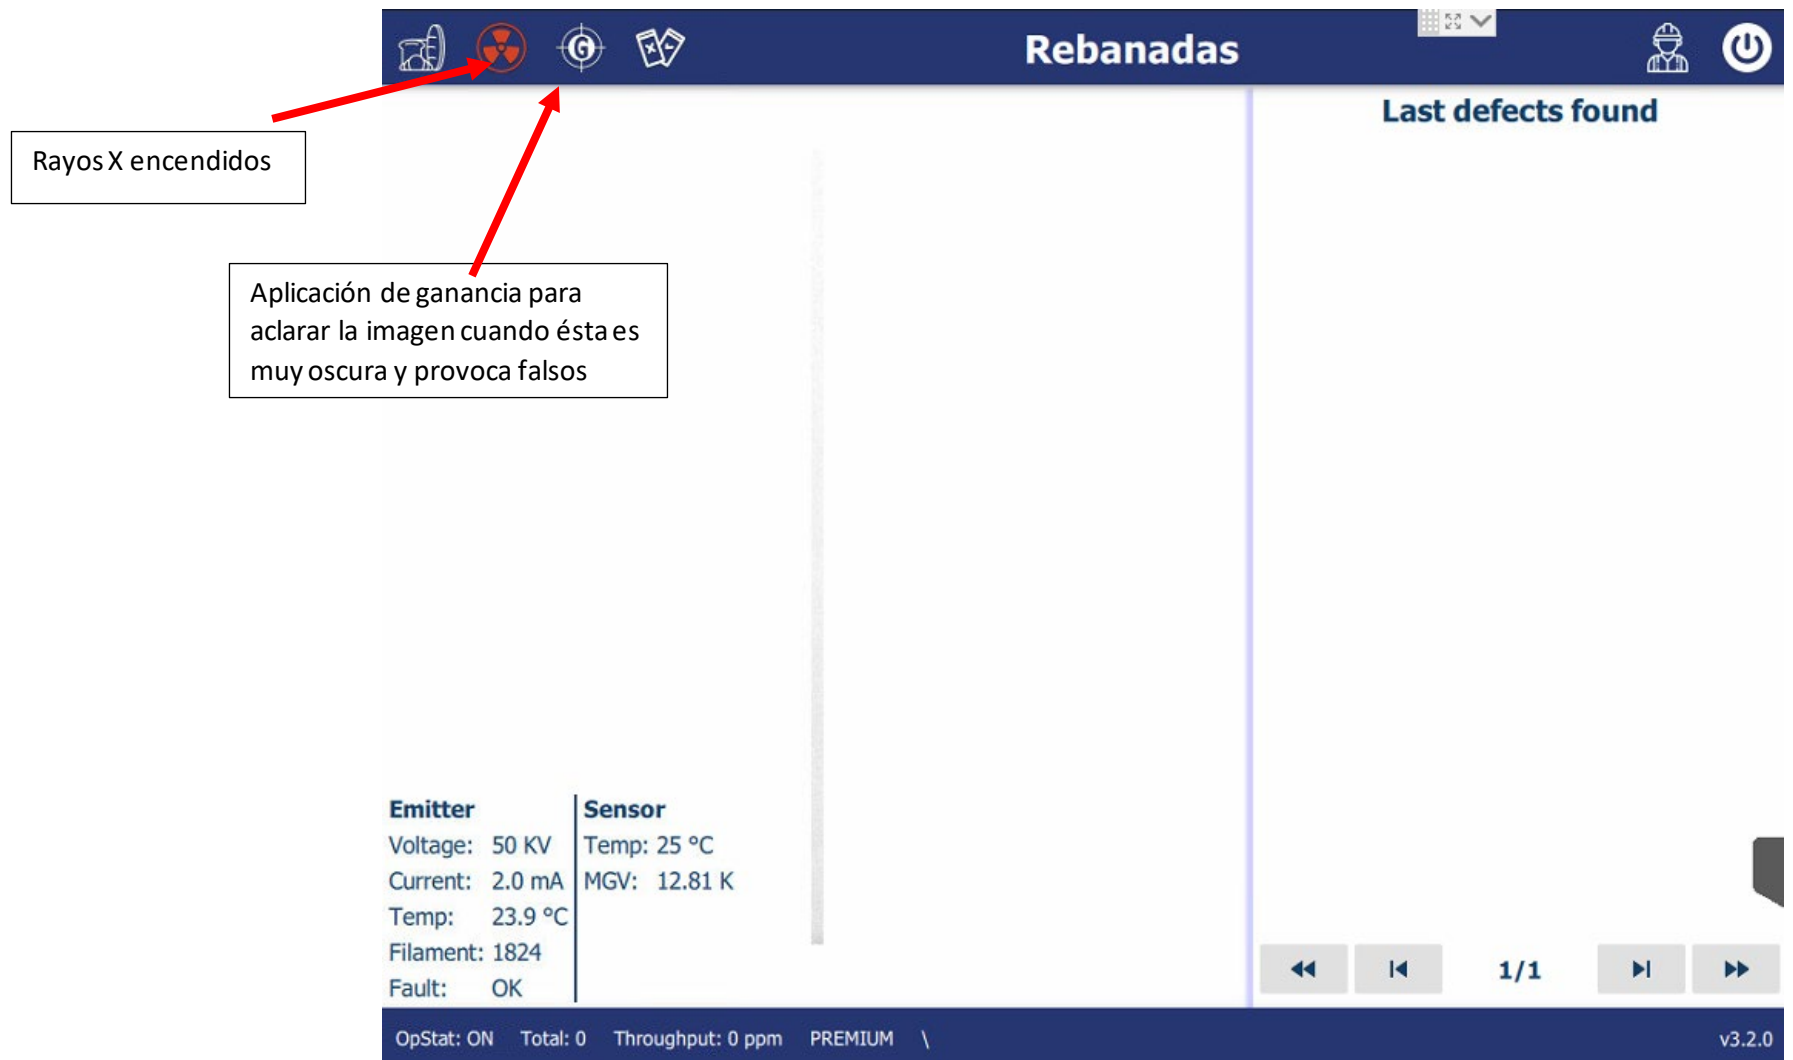 Rebanadas
G
Last defects found
Rayos X encendidos
Aplicación de ganancia para
aclarar la imagen cuando ésta es
muy oscura y provoca falsos
Emitter
Voltage: 50 KV
Current: 2.0 mA
Temp: 23.9 °C
Filament: 1824
Fault: OK
Sensor
Temp: 25 °C
MGV: 12.81 K
1/1
OpStat: ON Total: 0 Throughput: 0 ppm PREMIUM \ v3.2.0